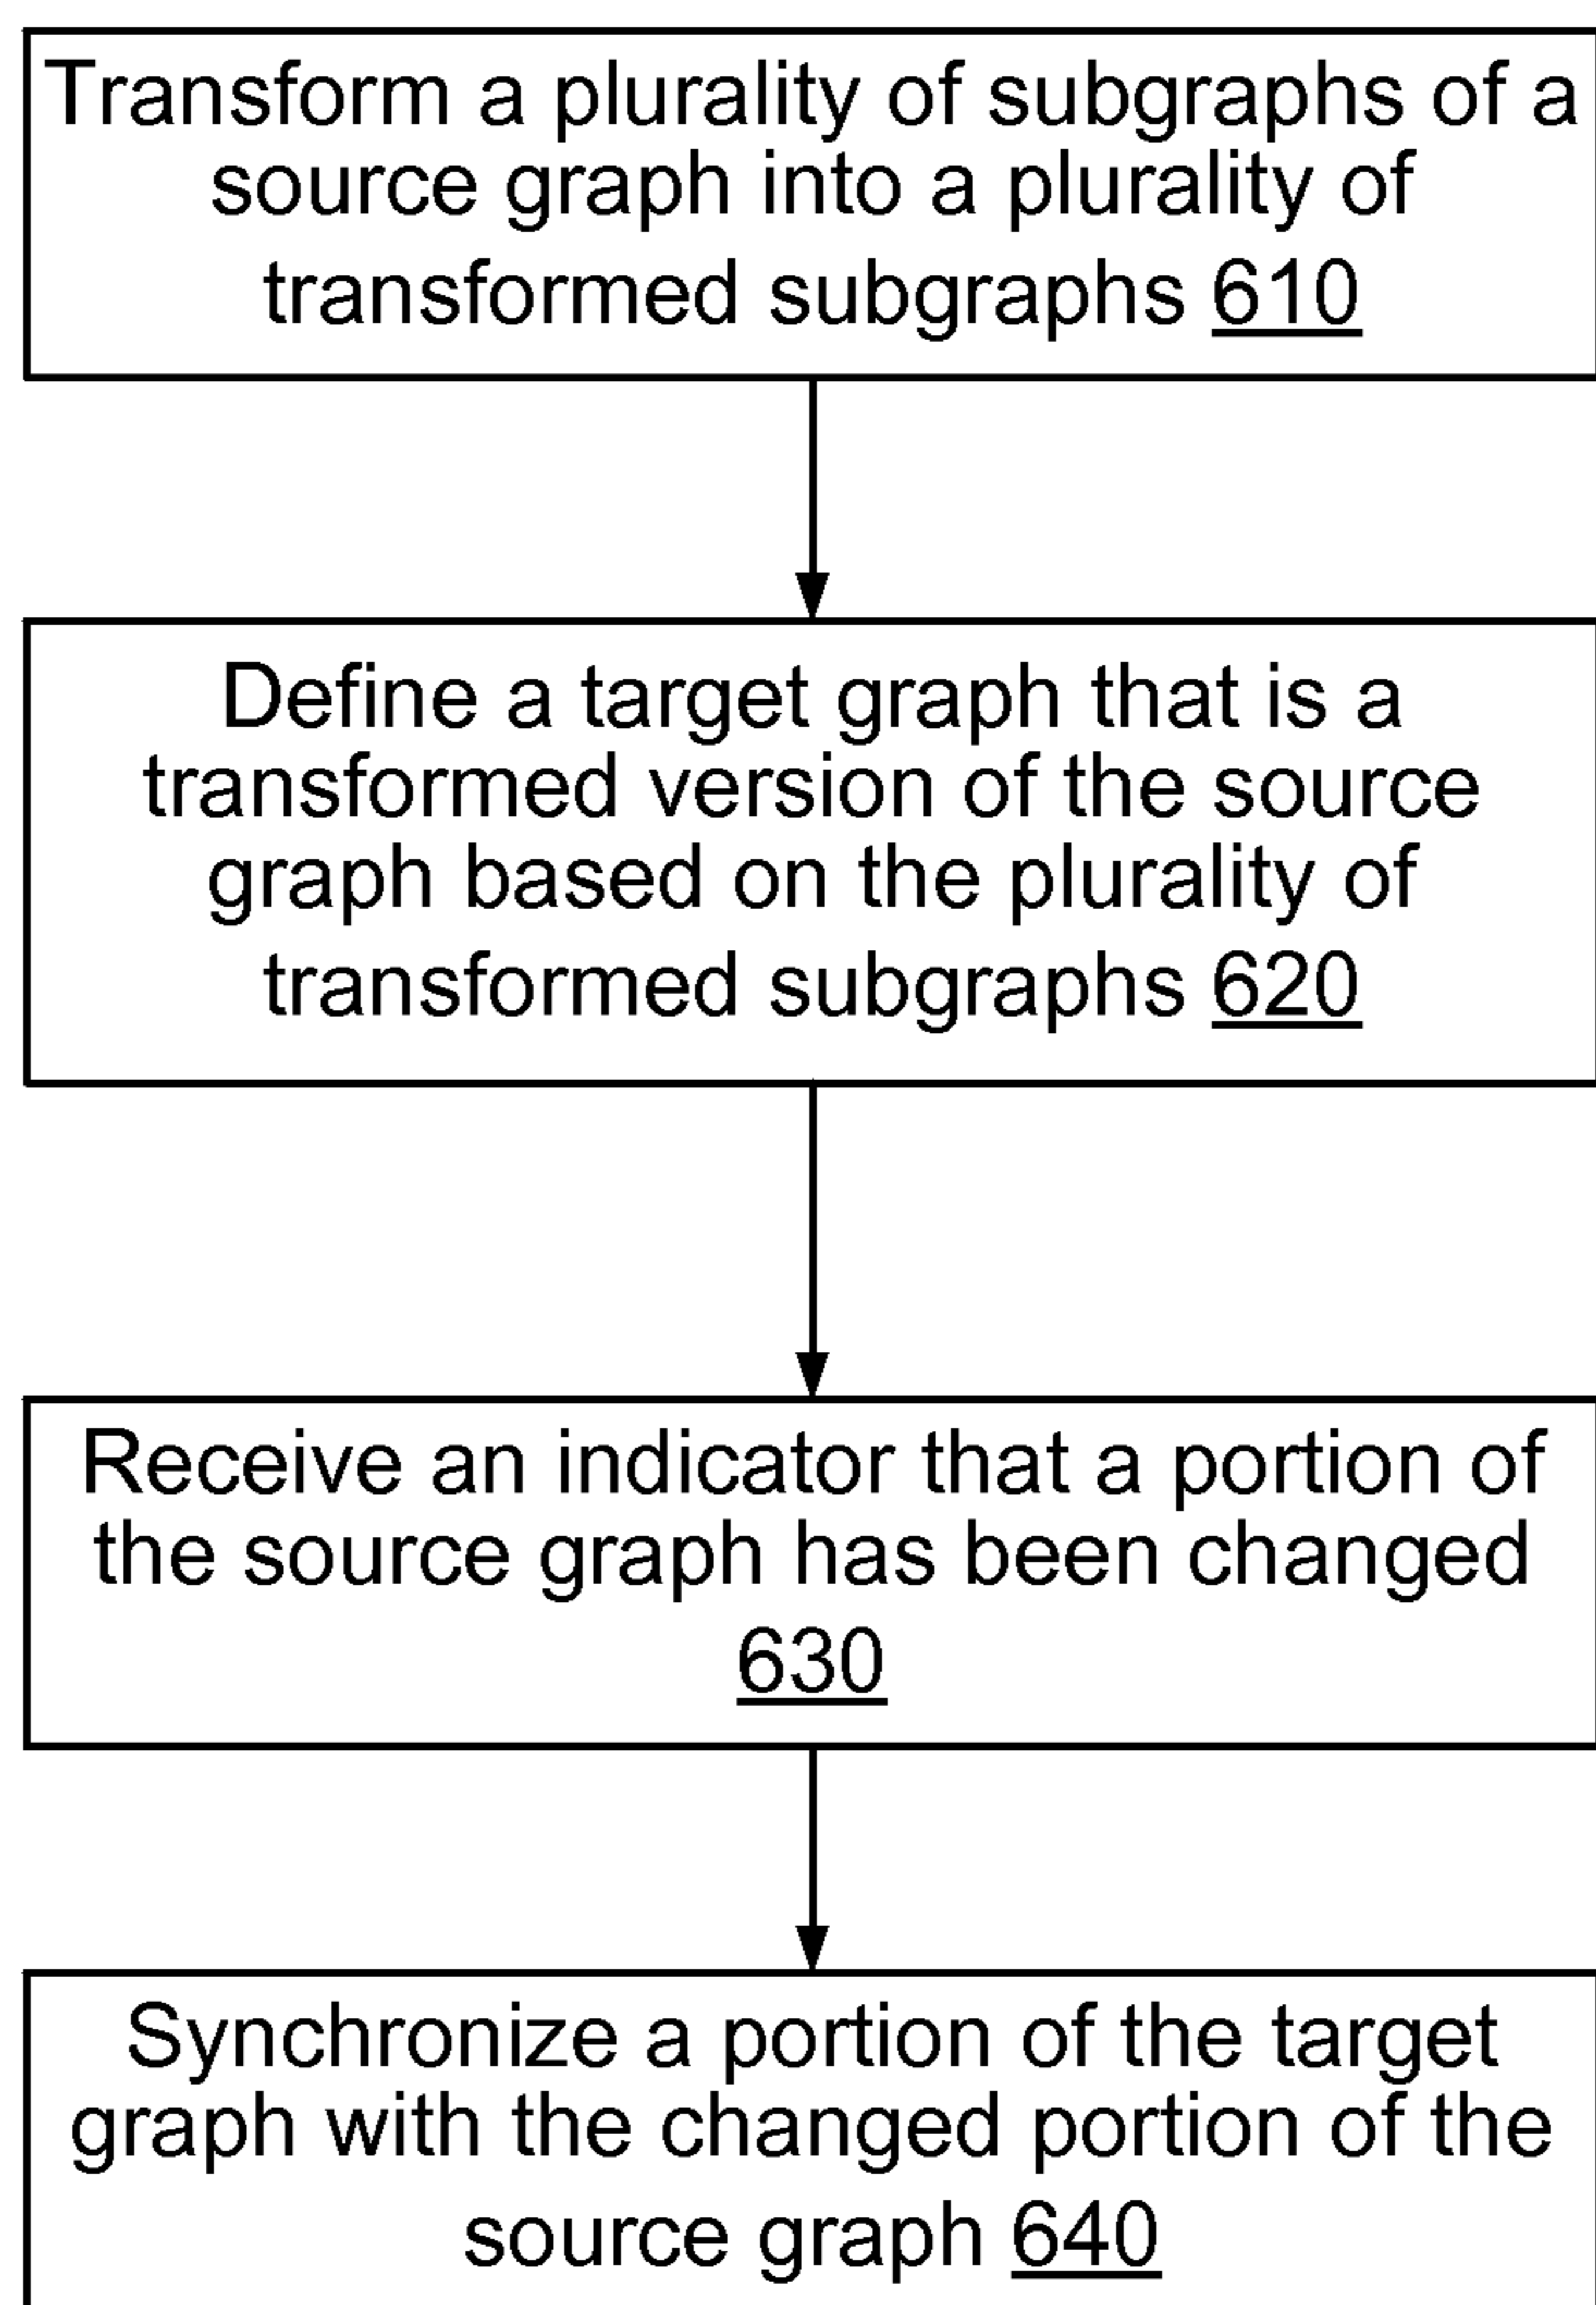 Transform a plurality of subgraphs of a
source graph into a plurality of
transformed subgraphs 610
Define a target graph that is a
transformed version of the source
graph based on the plurality of
transformed subgraphs 620
Receive an indicator that a portion of
the source graph has been changed
630
Synchronize a portion of the target
graph with the changed portion of the
source graph 640